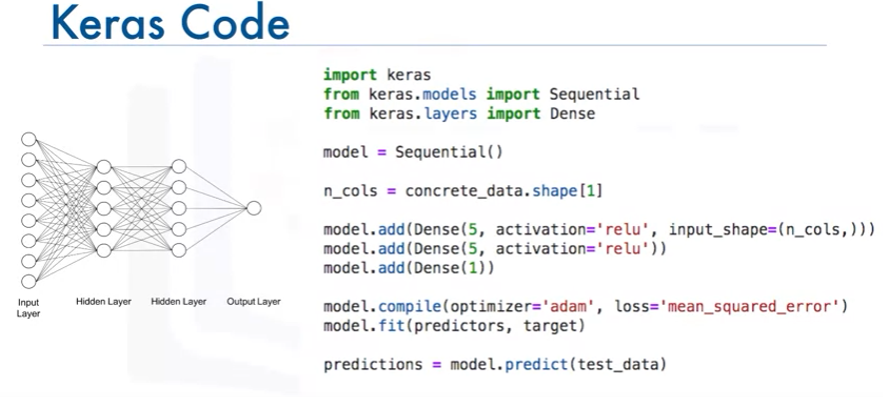 Keras Code
import keras
from keras.models import Sequential
from keras.layers import Dense
model = Sequential()
n_cols = concrete_data.shape[1]
model.add(Dense(5, activation='relu', input_shape=(n_cols,)))
model.add(Dense(5, activation='relu'))
model.add(Dense(1))
model.compile(optimizer='adam', loss='mean_squared_error')
model.fit(predictors, target)
predictions = model.predict(test_data)
Input
Layer
Hidden Layer
Hidden Layer
Output Layer